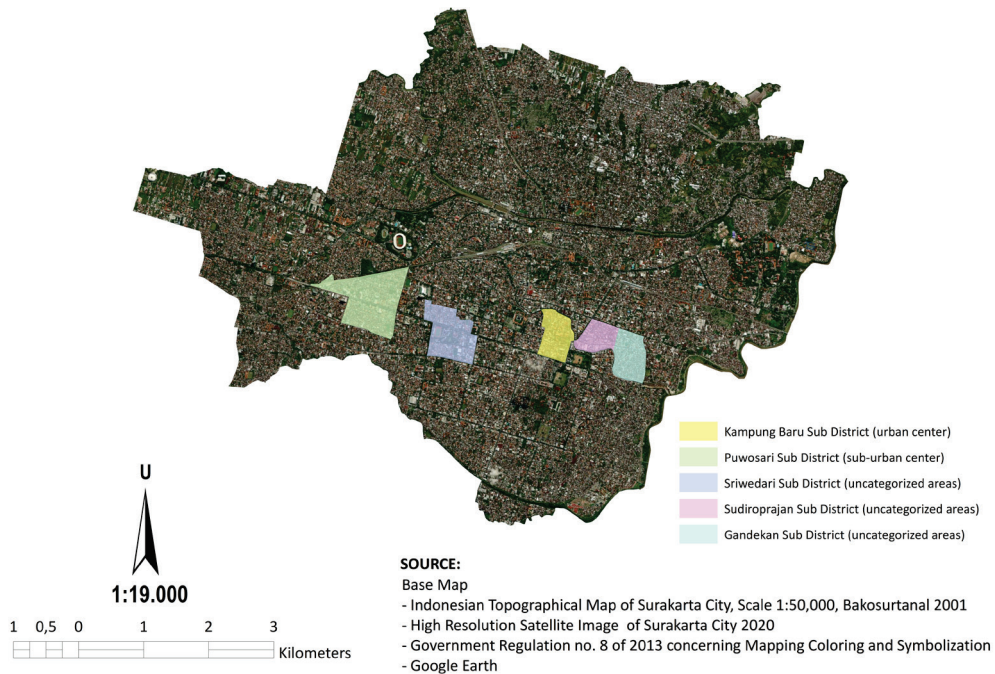 O
Kampung Baru Sub District (urban center)
Puwosari Sub District (sub-urban center)
Sriwedari Sub District (uncategorized areas)
Sudiroprajan Sub District (uncategorized areas)
Gandekan Sub District (uncategorized areas)
U
1:19.000
1 0,5 0 1 2 3
Kilometers
SOURCE:
Base Map
- Indonesian Topographical Map of Surakarta City, Scale 1:50,000, Bakosurtanal 2001
- High Resolution Satellite Image of Surakarta City 2020
- Government Regulation no. 8 of 2013 concerning Mapping Coloring and Symbolization
- Google Earth